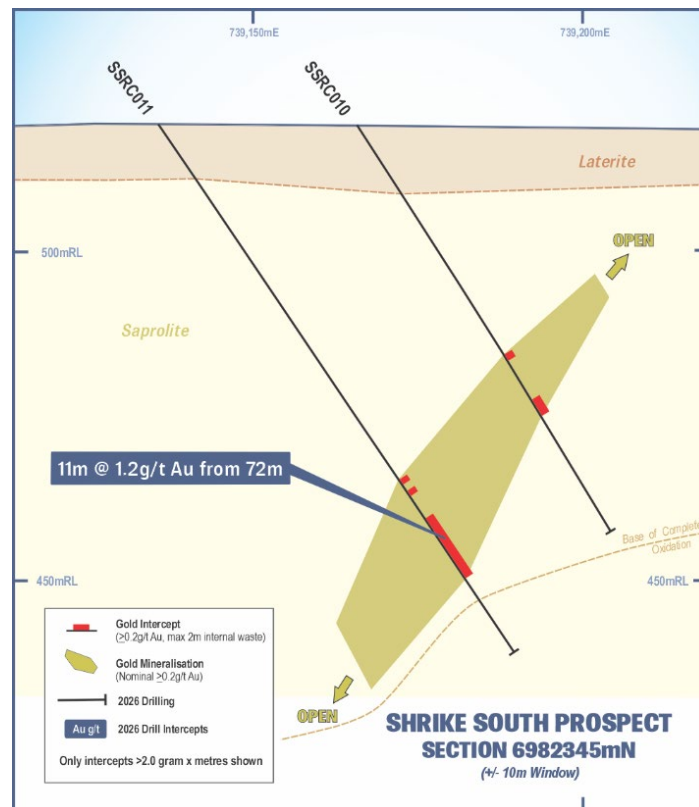 739,150mE
739,200mE
SSRC011
SSRC010
Laterite
500mRL
OPEN
Saprolite
11m @ 1.2g/t Au from 72m
Base of Complete
Oxidation
450mRL
450mRL
Gold Intercept
(≥0.2g/t Au, max 2m internal waste)
Gold Mineralisation
(Nominal ≥0.2g/t Au)
2026 Drilling
Au g/t
2026 Drill Intercepts
Only intercepts >2.0 gram x metres shown
OPEN
SHRIKE SOUTH PROSPECT
SECTION 6982345mN
(+/- 10m Window)